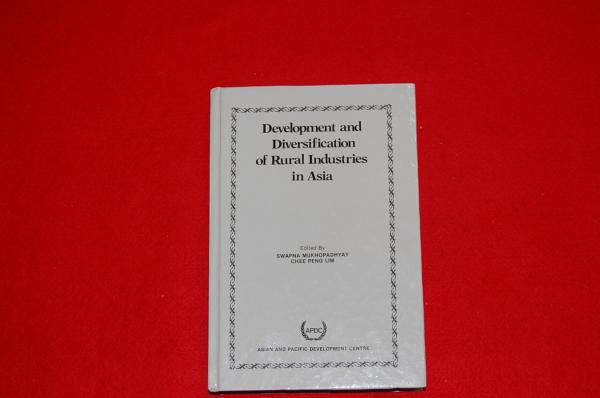 Development and
Diversification
of Rural Industries
in Asia
Edited By
SWAPNA MUKHOPADHYAY
CHEE PENG LIM
APDC
ASIAN AND PACIFIC DEVELOPMENT CENTRE